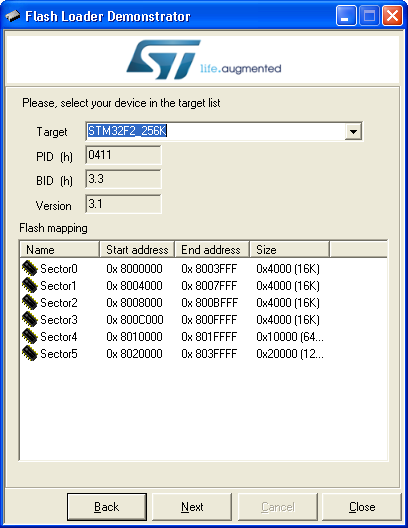 Flash Loader Demonstrator
ST life.augmented
Please, select your device in the target list
Target STM32F2_256K
PID (h) 0411
BID (h) 3.3
Version 3.1
Flash mapping
Name Start address End address Size
Sector0 0x 8000000 0x 8003FFF 0x4000 (16K)
Sector1 0x 8004000 0x 8007FFF 0x4000 (16K)
Sector2 0x 8008000 0x 800BFFF 0x4000 (16K)
Sector3 0x 800C000 0x 800FFFF 0x4000 (16K)
Sector4 0x 8010000 0x 801FFFF 0x10000 (64...
Sector5 0x 8020000 0x 803FFFF 0x20000 (12...
Back Next Cancel Close